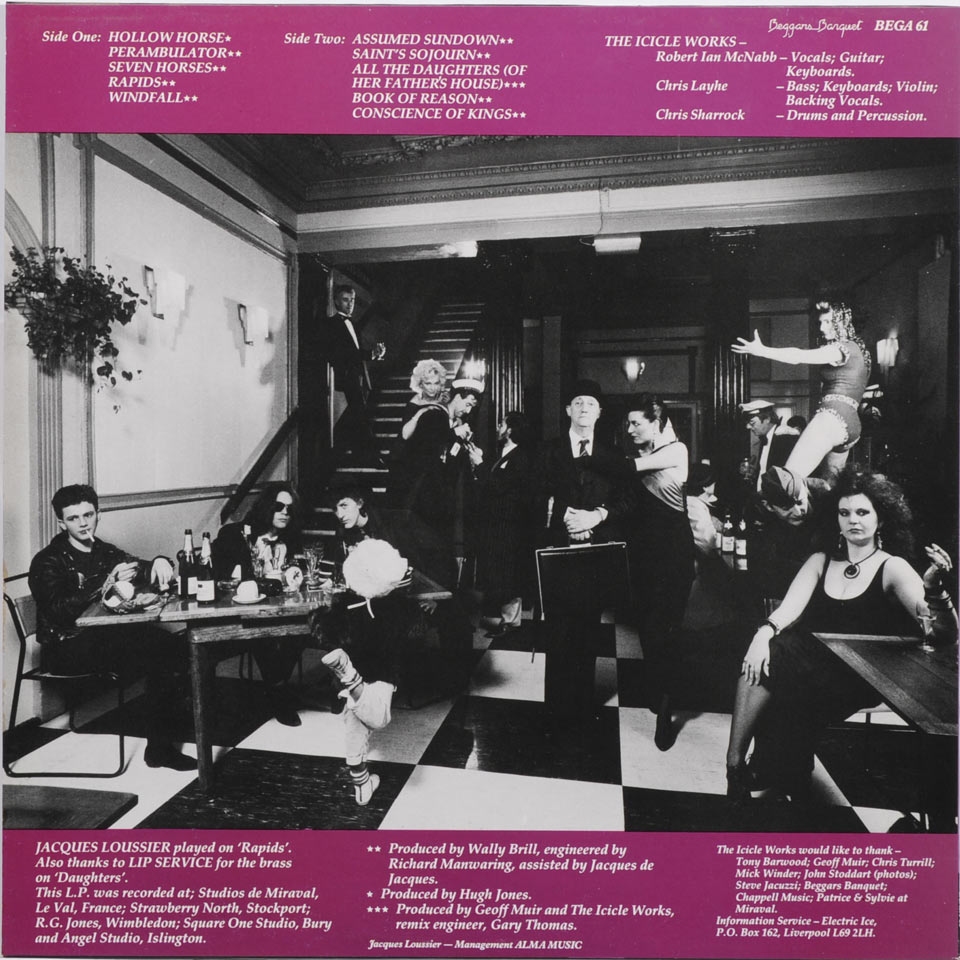 Beggars Banquet BEGA 61
Side One: HOLLOW HORSE★
PERAMBULATOR★★
SEVEN HORSES★★
RAPIDS★★
WINDFALL★★
Side Two: ASSUMED SUNDOWN★★
SAINT'S SOJOURN★★
ALL THE DAUGHTERS (OF
HER FATHER'S HOUSE)★★★
BOOK OF REASON★★
CONSCIENCE OF KINGS★★
THE ICICLE WORKS –
Robert Ian McNabb – Vocals; Guitar;
Keyboards.
Chris Layhe – Bass; Keyboards; Violin;
Backing Vocals.
Chris Sharrock – Drums and Percussion.
JACQUES LOUSSIER played on 'Rapids'.
Also thanks to LIP SERVICE for the brass
on 'Daughters'.
This L.P. was recorded at; Studios de Miraval,
Le Val, France; Strawberry North, Stockport;
R.G. Jones, Wimbledon; Square One Studio, Bury
and Angel Studio, Islington.
★★ Produced by Wally Brill, engineered by
Richard Manwaring, assisted by Jacques de
Jacques.
★ Produced by Hugh Jones.
★★★ Produced by Geoff Muir and The Icicle Works,
remix engineer, Gary Thomas.
Jacques Loussier — Management ALMA MUSIC
The Icicle Works would like to thank –
Tony Barwood; Geoff Muir; Chris Turrill;
Mick Winder; John Stoddart (photos);
Steve Jacuzzi; Beggars Banquet;
Chappell Music; Patrice & Sylvie at
Miraval.
Information Service – Electric Ice,
P.O. Box 162, Liverpool L69 2LH.